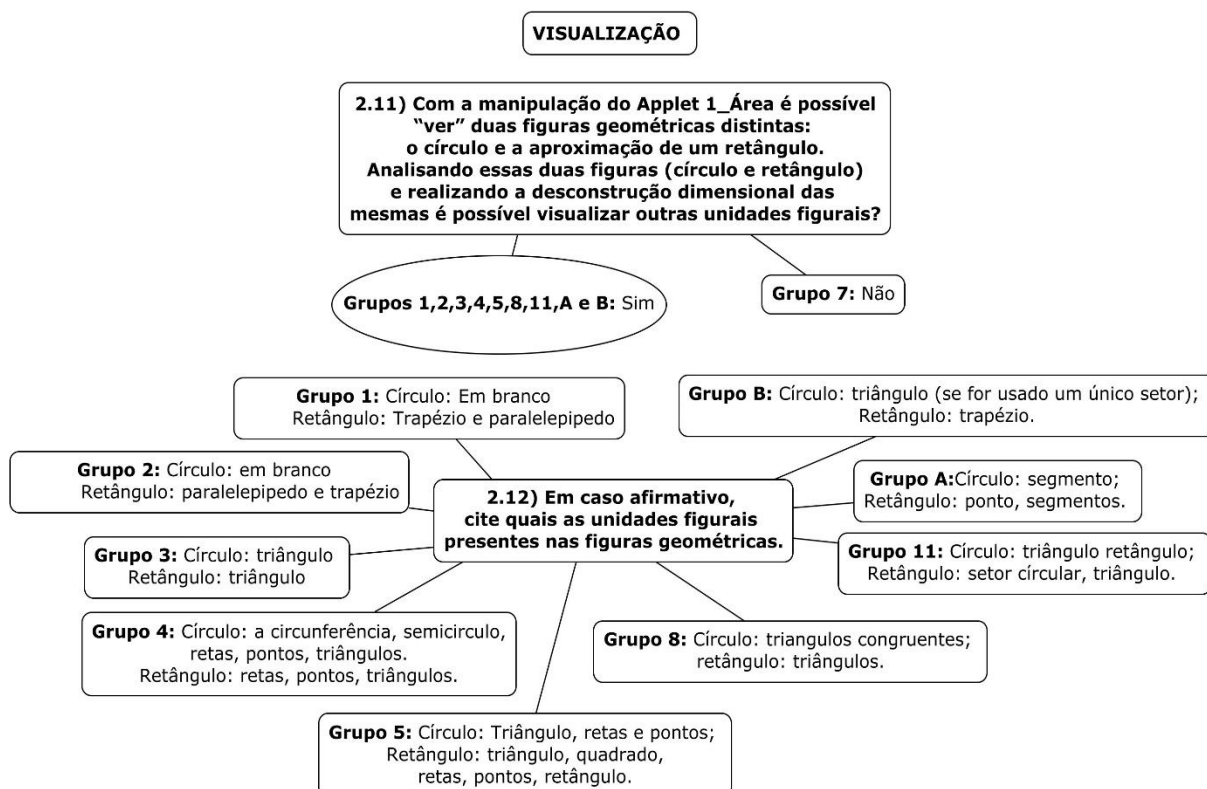 VISUALIZAÇÃO
2.11) Com a manipulação do Applet 1_Área é possível
“ver” duas figuras geométricas distintas:
o círculo e a aproximação de um retângulo.
Analisando essas duas figuras (círculo e retângulo)
e realizando a desconstrução dimensional das
mesmas é possível visualizar outras unidades figurais?
Grupos 1,2,3,4,5,8,11,A e B: Sim
Grupo 7: Não
Grupo 1: Círculo: Em branco
Retângulo: Trapézio e paralelepipedo
Grupo B: Círculo: triângulo (se for usado um único setor);
Retângulo: trapézio.
Grupo 2: Círculo: em branco
Retângulo: paralelepipedo e trapézio
2.12) Em caso afirmativo,
cite quais as unidades figurais
presentes nas figuras geométricas.
Grupo A:Círculo: segmento;
Retângulo: ponto, segmentos.
Grupo 3: Círculo: triângulo
Retângulo: triângulo
Grupo 11: Círculo: triângulo retângulo;
Retângulo: setor círcular, triângulo.
Grupo 4: Círculo: a circunferência, semicirculo,
retas, pontos, triângulos.
Retângulo: retas, pontos, triângulos.
Grupo 8: Círculo: triangulos congruentes;
retângulo: triângulos.
Grupo 5: Círculo: Triângulo, retas e pontos;
Retângulo: triângulo, quadrado,
retas, pontos, retângulo.